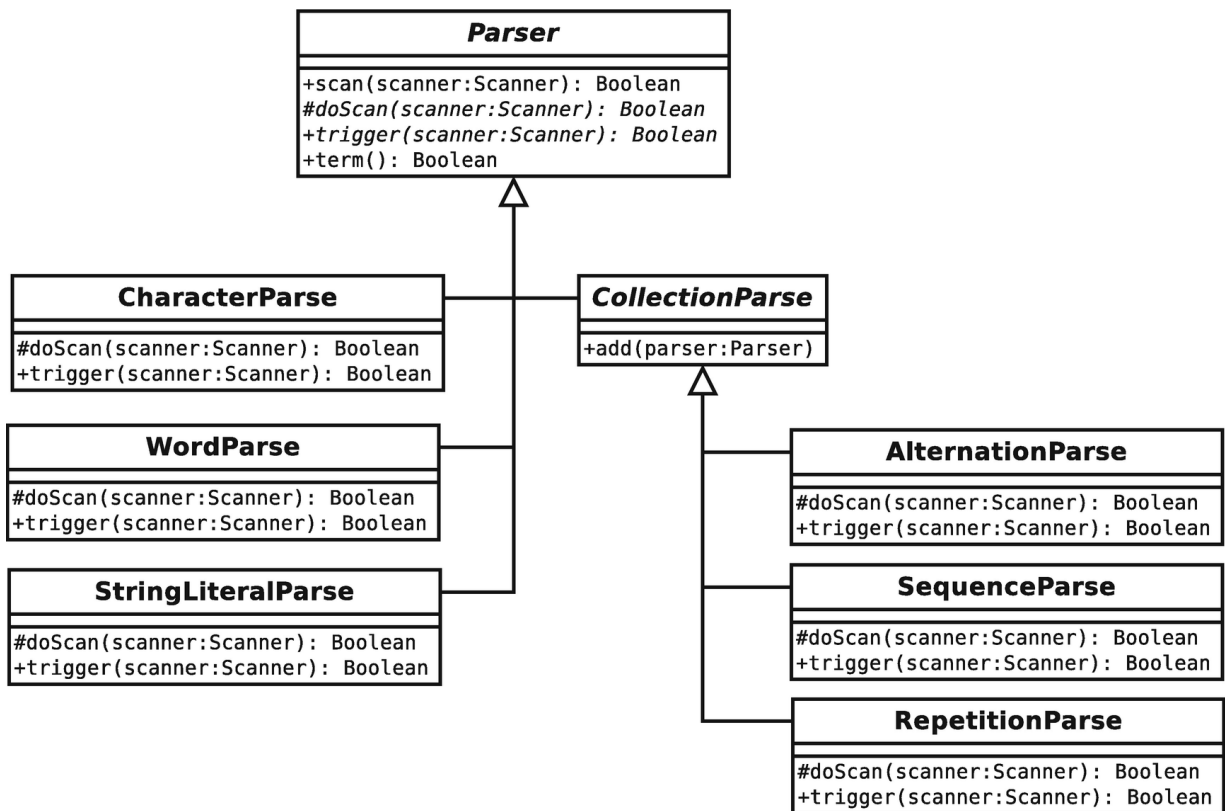 Parser
+scan(scanner:Scanner): Boolean
#doScan(scanner:Scanner): Boolean
+trigger(scanner:Scanner): Boolean
+term(): Boolean
CharacterParse
#doScan(scanner:Scanner): Boolean
+trigger(scanner:Scanner): Boolean
CollectionParse
+add(parser:Parser)
WordParse
#doScan(scanner:Scanner): Boolean
+trigger(scanner:Scanner): Boolean
AlternationParse
#doScan(scanner:Scanner): Boolean
+trigger(scanner:Scanner): Boolean
StringLiteralParse
#doScan(scanner:Scanner): Boolean
+trigger(scanner:Scanner): Boolean
SequenceParse
#doScan(scanner:Scanner): Boolean
+trigger(scanner:Scanner): Boolean
RepetitionParse
#doScan(scanner:Scanner): Boolean
+trigger(scanner:Scanner): Boolean